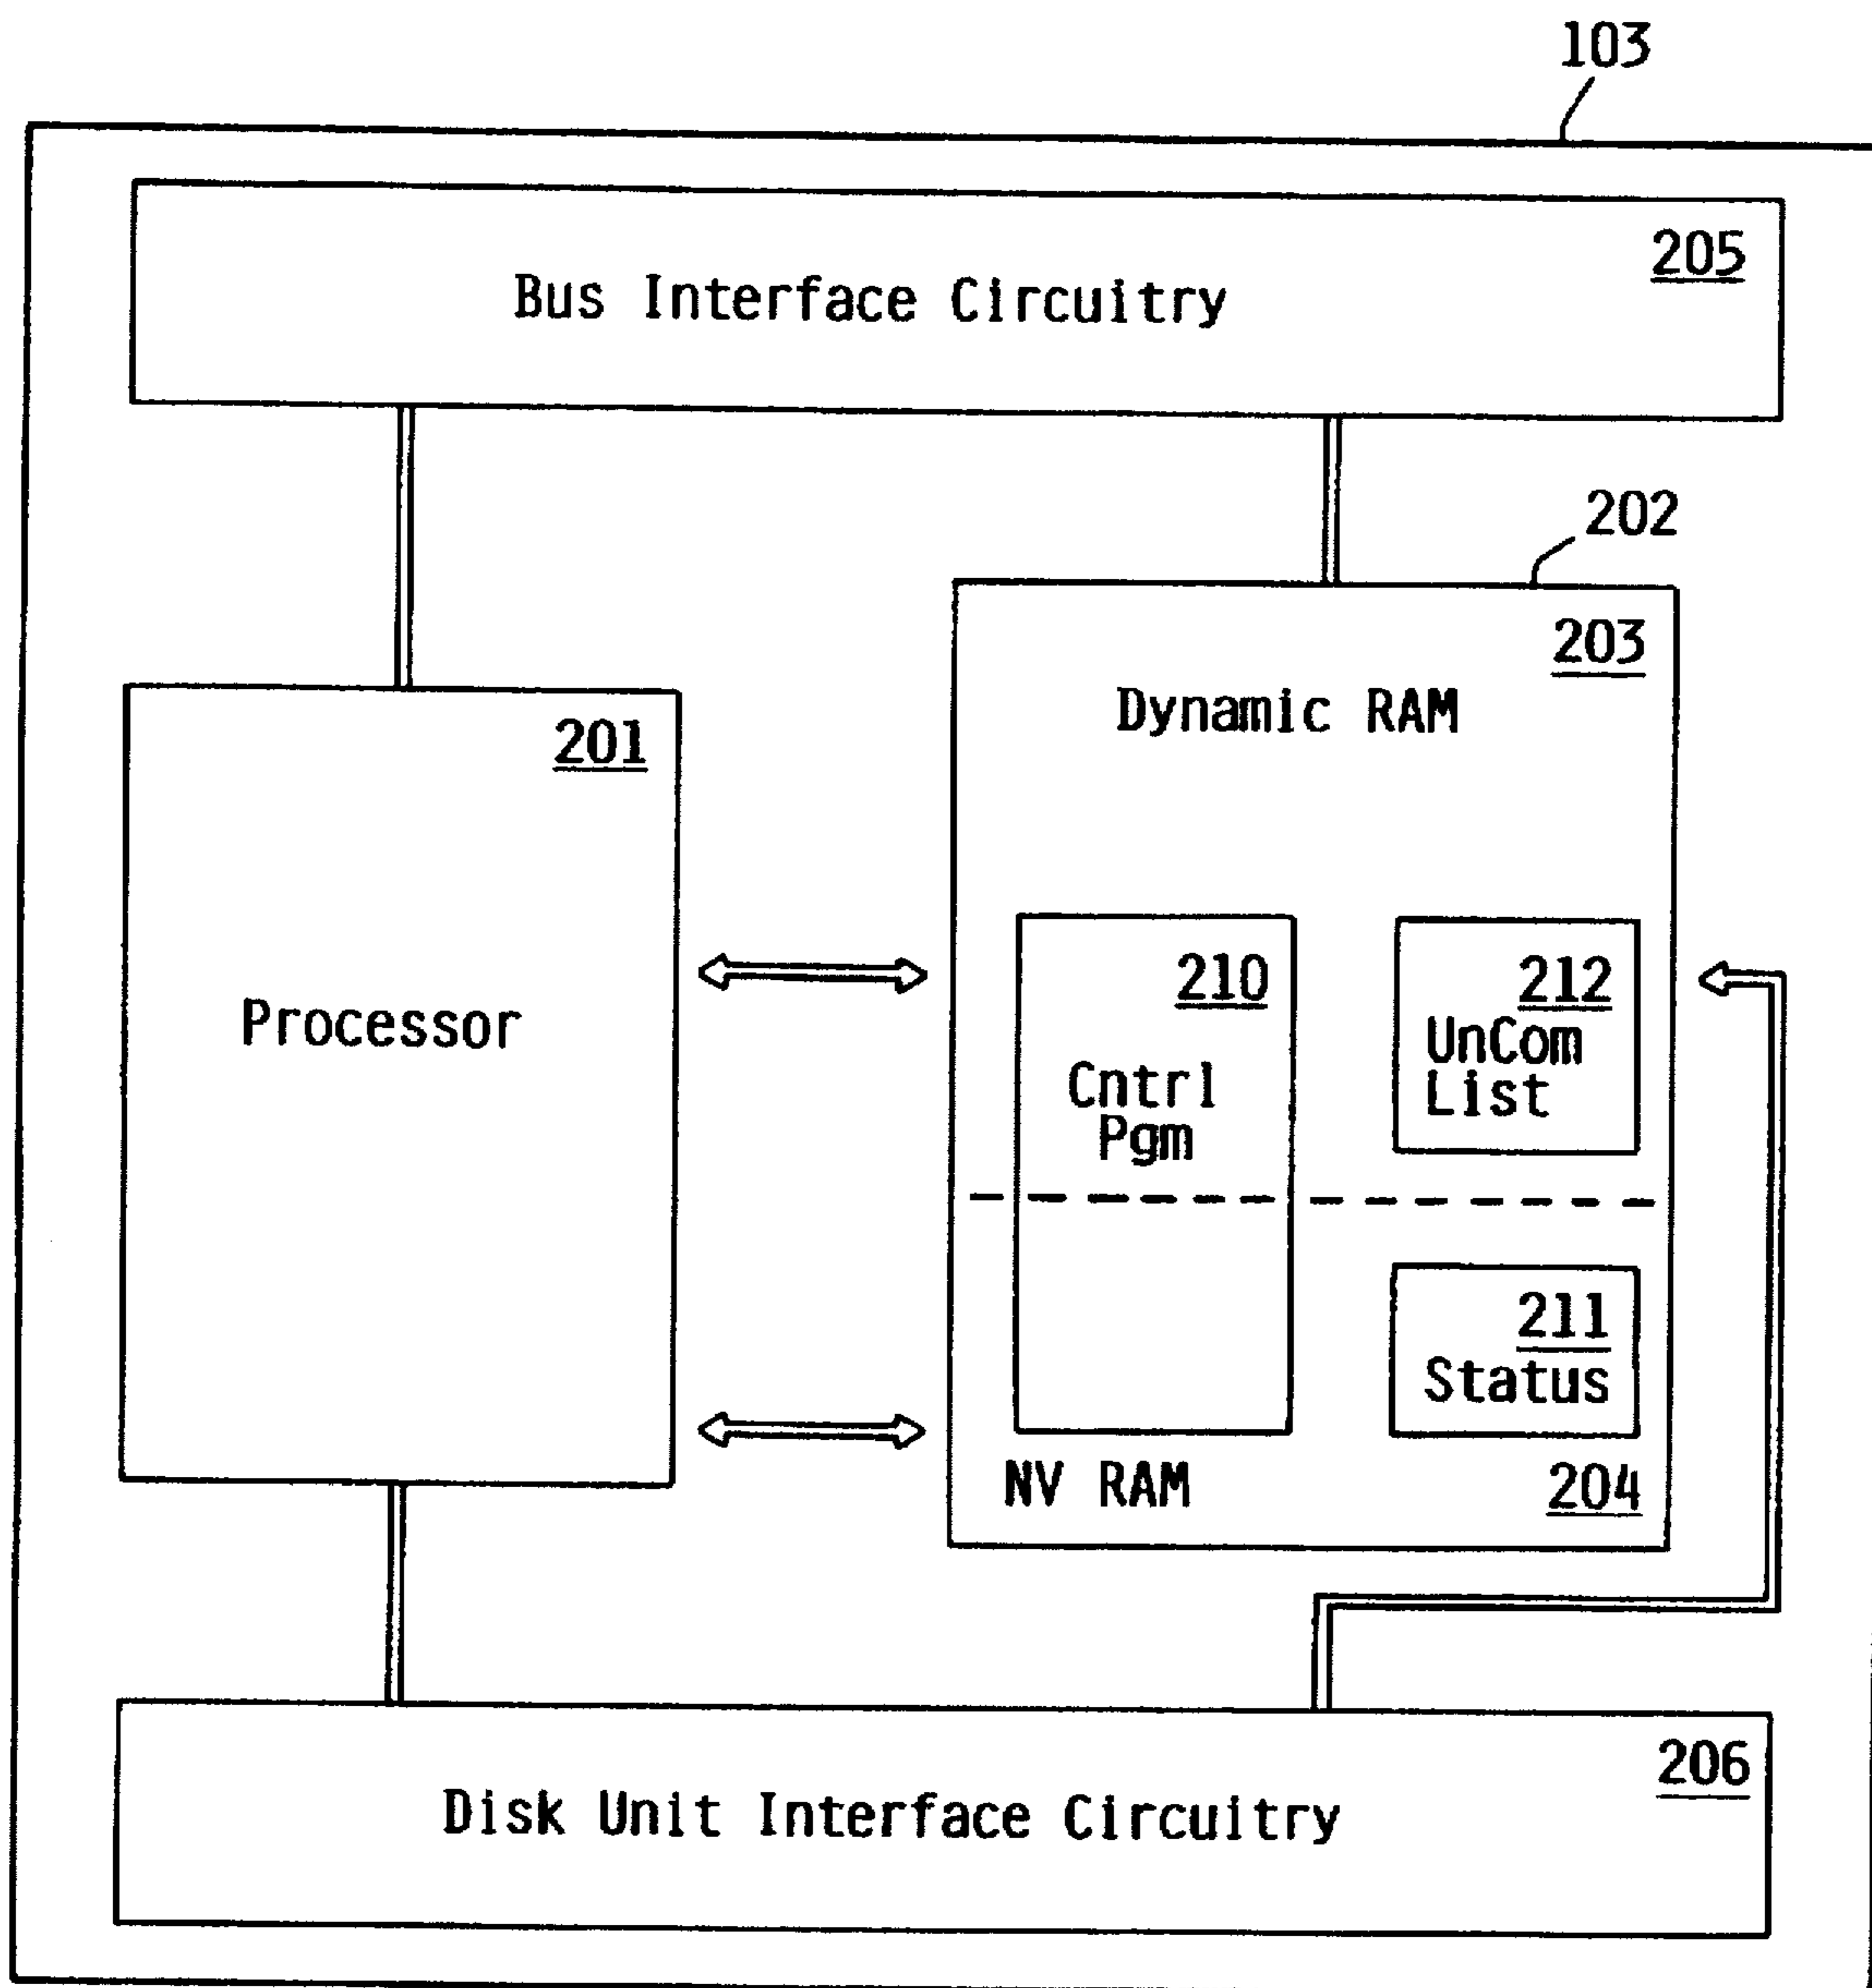 103
205
Bus Interface Circuitry
202
203
Dynamic RAM
201
Processor
210
Cntrl
Pgm
212
UnCom
List
211
Status
NV RAM
204
206
Disk Unit Interface Circuitry